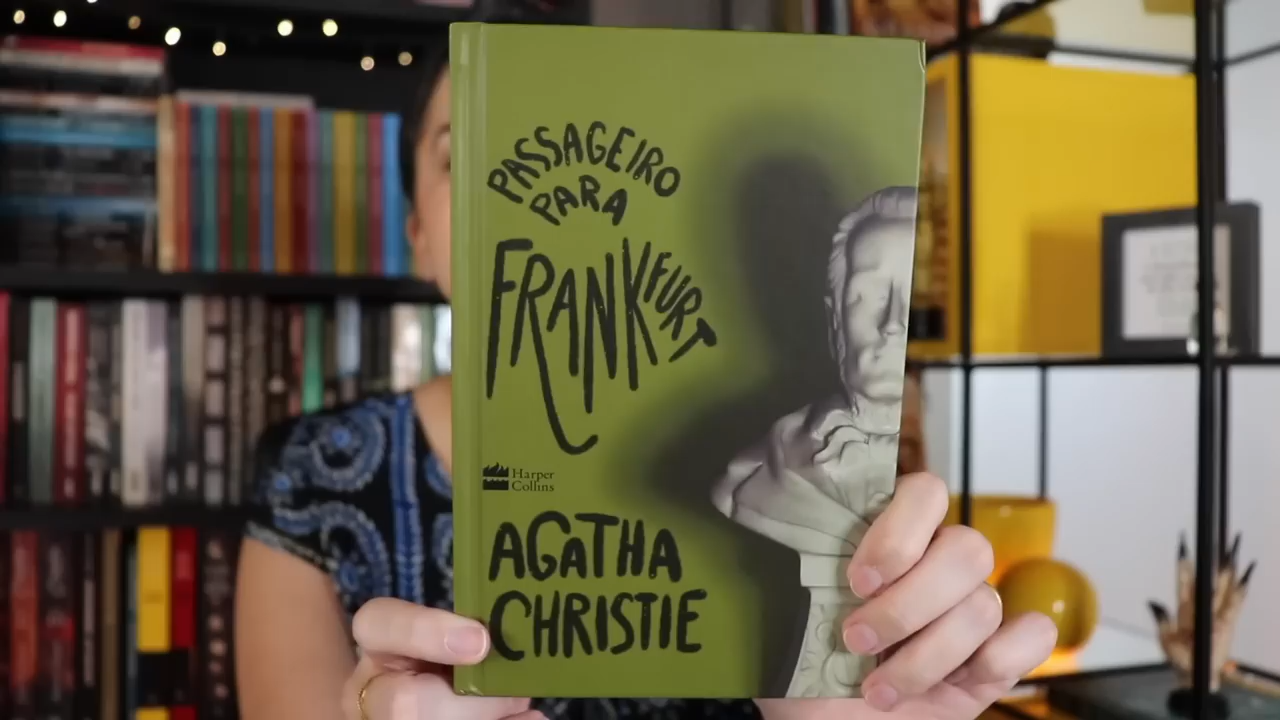 PASSAGEIRO
PARA
FRANKFURT
Harper
Collins
AGATHA
CHRISTIE